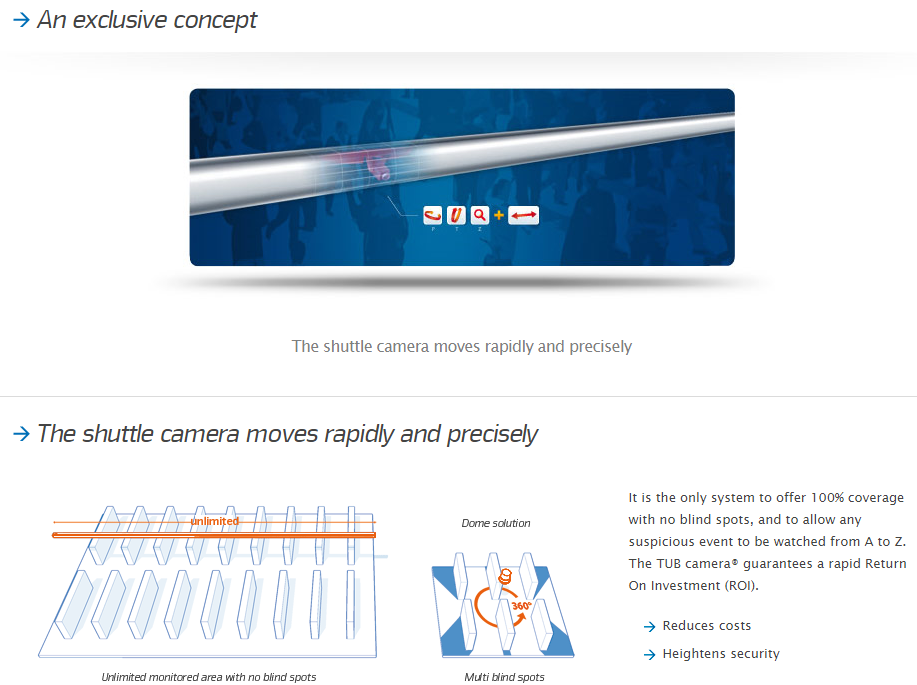 An exclusive concept
P T Z
The shuttle camera moves rapidly and precisely
The shuttle camera moves rapidly and precisely
unlimited
Unlimited monitored area with no blind spots
Dome solution
360°
Multi blind spots
It is the only system to offer 100% coverage
with no blind spots, and to allow any
suspicious event to be watched from A to Z.
The TUB camera® guarantees a rapid Return
On Investment (ROI).
Reduces costs
Heightens security